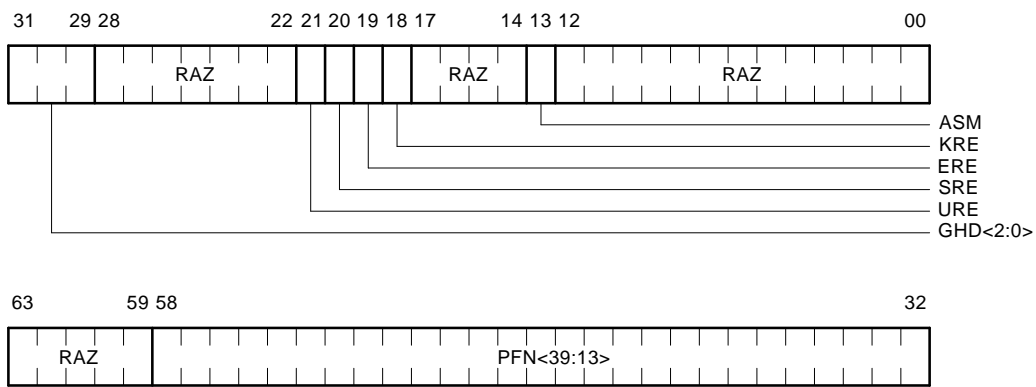 31 29 28 22 21 20 19 18 17 14 13 12 00
RAZ RAZ RAZ
ASM
KRE
ERE
SRE
URE
GHD<2:0>
63 59 58 32
RAZ PFN<39:13>